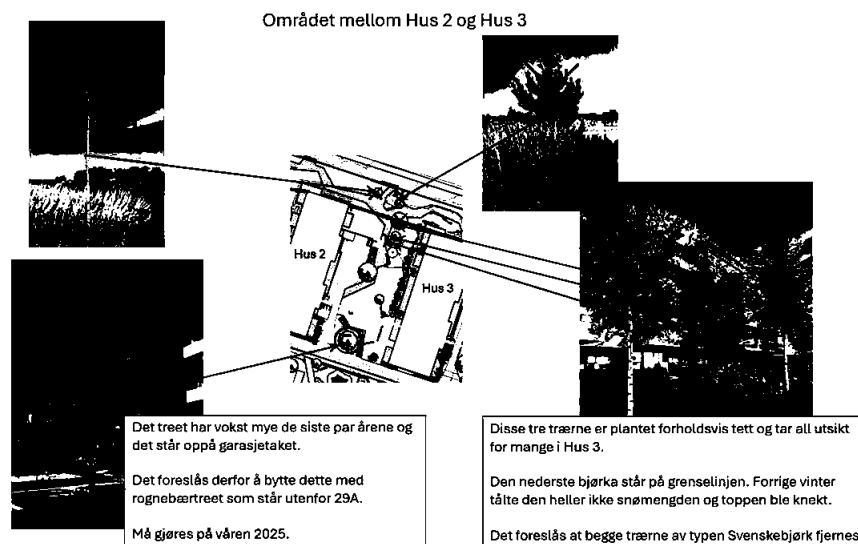 Området mellom Hus 2 og Hus 3
Hus 2
Hus 3
Det treet har vokst mye de siste par årene og
det står oppå garasjetaket.
Det foreslås derfor å bytte dette med
rognebærtreet som står utenfor 29A.
Må gjøres på våren 2025.
Disse tre trærne er plantet forholdsvis tett og tar all utsikt
for mange i Hus 3.
Den nederste bjørka står på grenselinjen. Forrige vinter
tålte den heller ikke snømengden og toppen ble knekt.
Det foreslås at begge trærne av typen Svenskebjørk fjernes